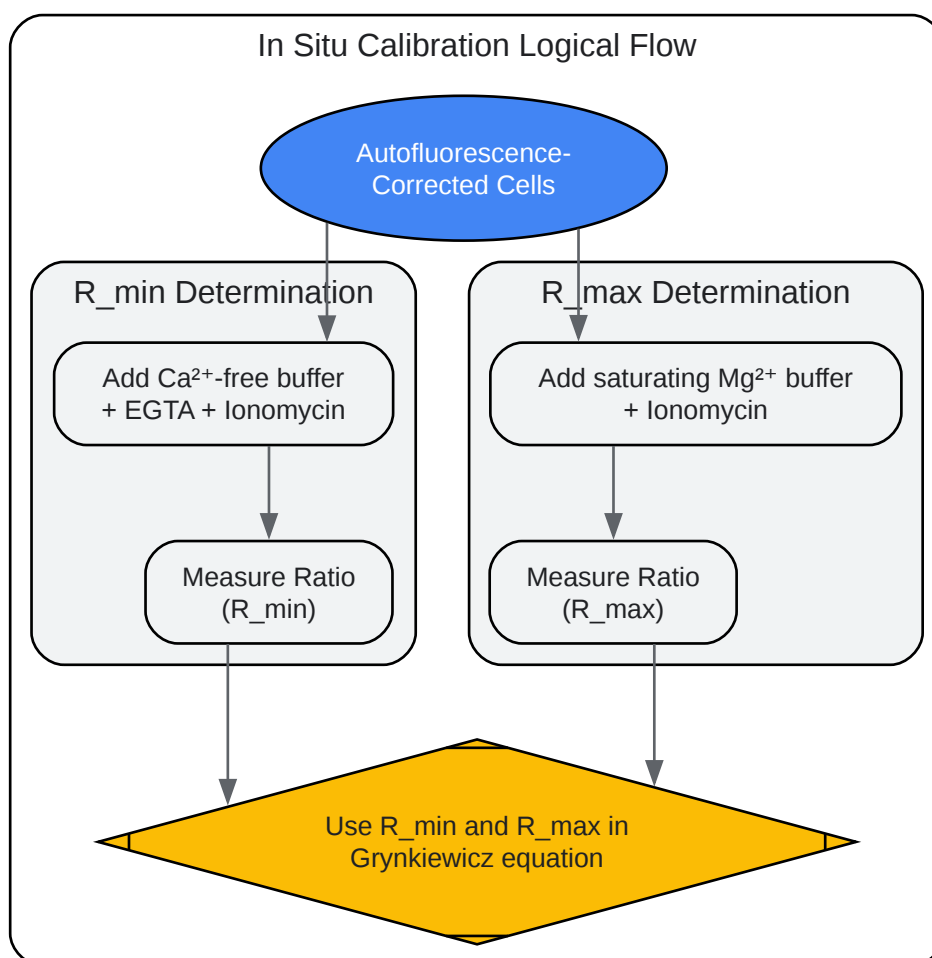 In Situ Calibration Logical Flow
Autofluorescence-
Corrected Cells
R_min Determination
Add Ca²⁺-free buffer
+ EGTA + Ionomycin
Measure Ratio
(R_min)
R_max Determination
Add saturating Mg²⁺ buffer
+ Ionomycin
Measure Ratio
(R_max)
Use R_min and R_max in
Grynkiewicz equation